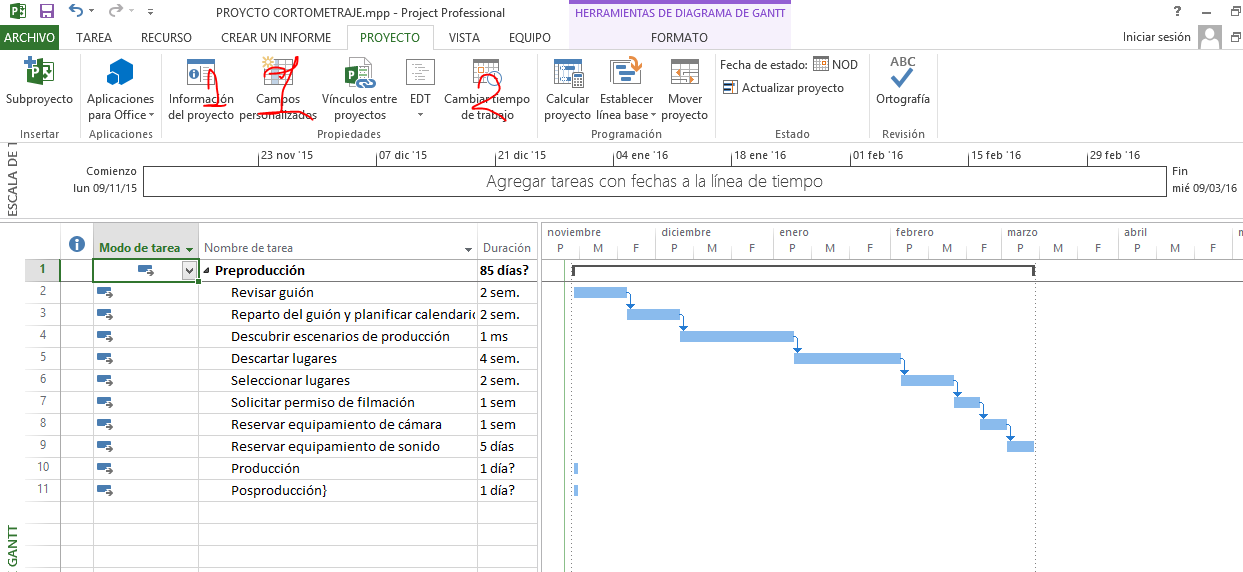 PROYCTO CORTOMETRAJE.mpp - Project Professional
HERRAMIENTAS DE DIAGRAMA DE GANTT
?
ARCHIVO TAREA RECURSO CREAR UN INFORME PROYECTO VISTA EQUIPO FORMATO Iniciar sesión
Subproyecto
Insertar
Aplicaciones para Office
Aplicaciones
Información del proyecto
1
Campos personalizados
1
Vínculos entre proyectos
EDT
Cambiar tiempo de trabajo
2
Propiedades
Calcular proyecto
Establecer línea base
Mover proyecto
Programación
Fecha de estado: NOD
Actualizar proyecto
Estado
ABC
Ortografía
Revisión
ESCALA DE T
23 nov '15 07 dic '15 21 dic '15 04 ene '16 18 ene '16 01 feb '16 15 feb '16 29 feb '16
Comienzo
lun 09/11/15
Agregar tareas con fechas a la línea de tiempo
Fin
mié 09/03/16
Modo de tarea Nombre de tarea Duración
noviembre diciembre enero febrero marzo abril m
P M F P M F P M F P M F P M F P M F
1 Preproducción 85 días?
2 Revisar guión 2 sem.
3 Reparto del guión y planificar calendario 2 sem.
4 Descubrir escenarios de producción 1 ms
5 Descartar lugares 4 sem.
6 Seleccionar lugares 2 sem.
7 Solicitar permiso de filmación 1 sem
8 Reservar equipamiento de cámara 1 sem
9 Reservar equipamiento de sonido 5 días
10 Producción 1 día?
11 Posproducción} 1 día?
GANTT